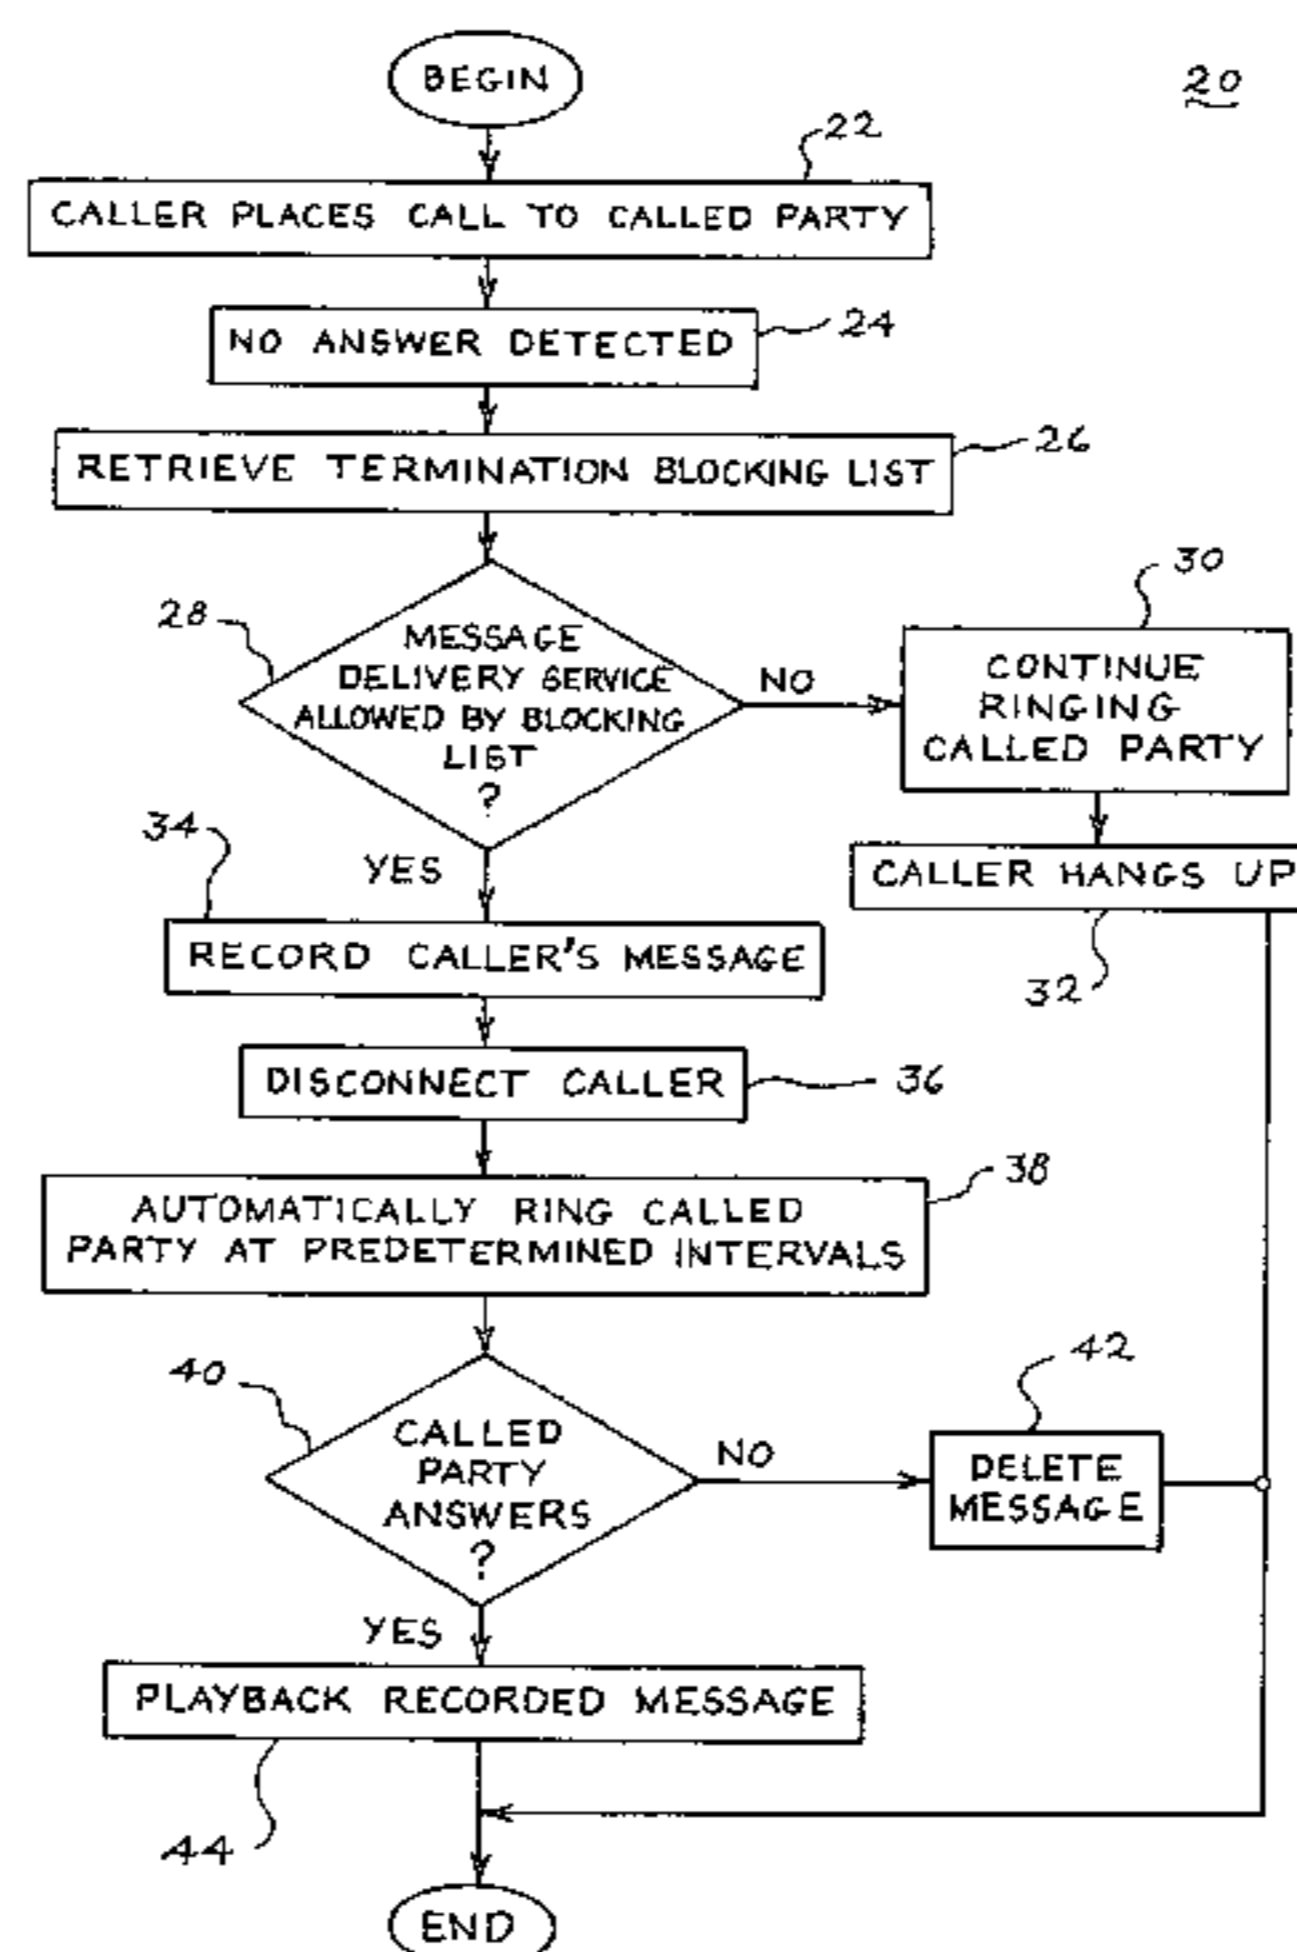 BEGIN
20
22
CALLER PLACES CALL TO CALLED PARTY
NO ANSWER DETECTED
24
RETRIEVE TERMINATION BLOCKING LIST
26
28
MESSAGE
DELIVERY SERVICE
ALLOWED BY BLOCKING
LIST
?
NO
30
CONTINUE
RINGING
CALLED PARTY
CALLER HANGS UP
32
YES
34
RECORD CALLER'S MESSAGE
DISCONNECT CALLER
36
38
AUTOMATICALLY RING CALLED
PARTY AT PREDETERMINED INTERVALS
40
CALLED
PARTY
ANSWERS
?
NO
42
DELETE
MESSAGE
YES
PLAYBACK RECORDED MESSAGE
44
END